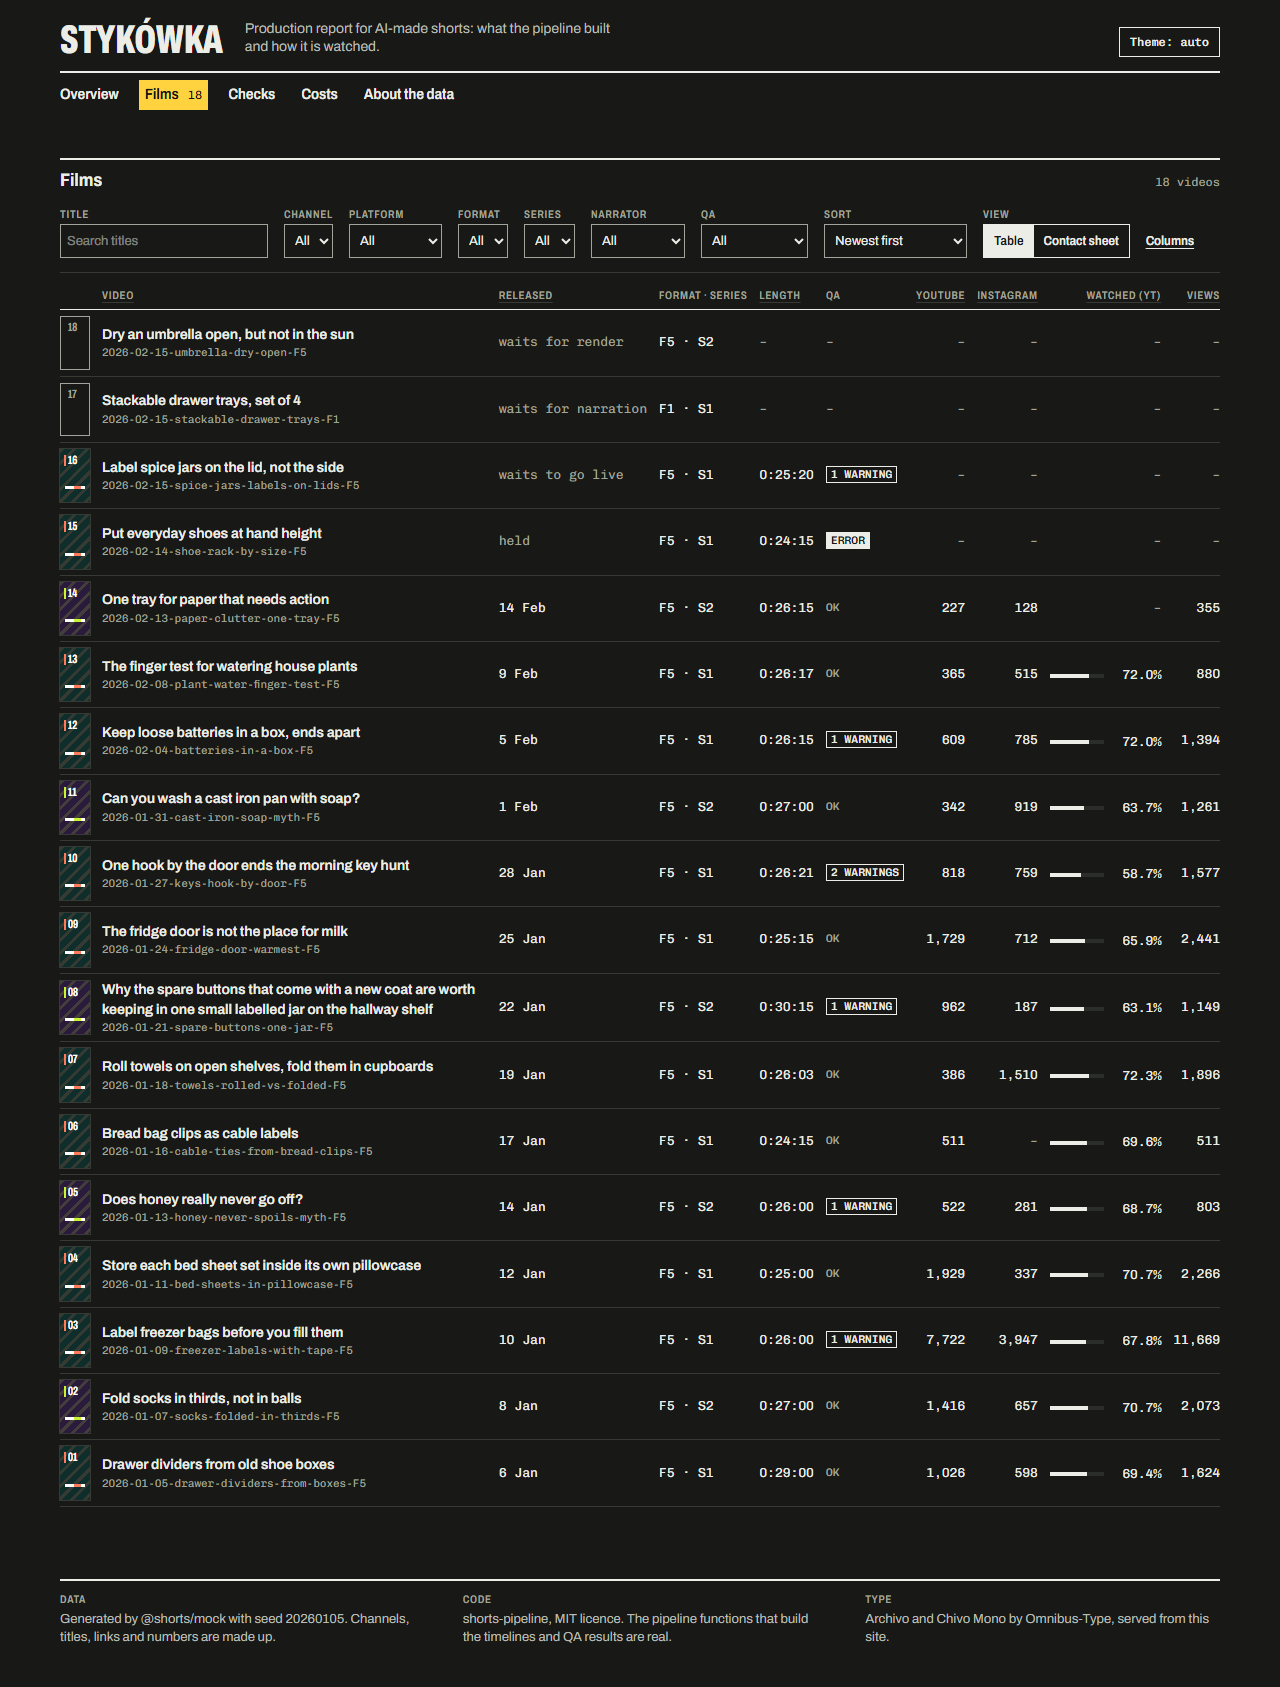 STYKÓWKA
Production report for AI-made shorts: what the pipeline built
and how it is watched.
Theme: auto
Overview Films 18 Checks Costs About the data
Films
18 videos
TITLE CHANNEL PLATFORM FORMAT SERIES NARRATOR QA SORT VIEW
Search titles All All All All All All Newest first Table Contact sheet Columns
VIDEO RELEASED FORMAT · SERIES LENGTH QA YOUTUBE INSTAGRAM WATCHED (YT) VIEWS
18 Dry an umbrella open, but not in the sun
2026-02-15-umbrella-dry-open-F5
waits for render F5 · S2 – – – – – –
17 Stackable drawer trays, set of 4
2026-02-15-stackable-drawer-trays-F1
waits for narration F1 · S1 – – – – – –
16 Label spice jars on the lid, not the side
2026-02-15-spice-jars-labels-on-lids-F5
waits to go live F5 · S1 0:25:20 1 WARNING – – – –
15 Put everyday shoes at hand height
2026-02-14-shoe-rack-by-size-F5
held F5 · S1 0:24:15 ERROR – – – –
14 One tray for paper that needs action
2026-02-13-paper-clutter-one-tray-F5
14 Feb F5 · S2 0:26:15 OK 227 128 – 355
13 The finger test for watering house plants
2026-02-08-plant-water-finger-test-F5
9 Feb F5 · S1 0:26:17 OK 365 515 72.0% 880
12 Keep loose batteries in a box, ends apart
2026-02-04-batteries-in-a-box-F5
5 Feb F5 · S1 0:26:15 1 WARNING 609 785 72.0% 1,394
11 Can you wash a cast iron pan with soap?
2026-01-31-cast-iron-soap-myth-F5
1 Feb F5 · S2 0:27:00 OK 342 919 63.7% 1,261
10 One hook by the door ends the morning key hunt
2026-01-27-keys-hook-by-door-F5
28 Jan F5 · S1 0:26:21 2 WARNINGS 818 759 58.7% 1,577
09 The fridge door is not the place for milk
2026-01-24-fridge-door-warmest-F5
25 Jan F5 · S1 0:25:15 OK 1,729 712 65.9% 2,441
08 Why the spare buttons that come with a new coat are worth
keeping in one small labelled jar on the hallway shelf
2026-01-21-spare-buttons-one-jar-F5
22 Jan F5 · S2 0:30:15 1 WARNING 962 187 63.1% 1,149
07 Roll towels on open shelves, fold them in cupboards
2026-01-18-towels-rolled-vs-folded-F5
19 Jan F5 · S1 0:26:03 OK 386 1,510 72.3% 1,896
06 Bread bag clips as cable labels
2026-01-16-cable-ties-from-bread-clips-F5
17 Jan F5 · S1 0:24:15 OK 511 – 69.6% 511
05 Does honey really never go off?
2026-01-13-honey-never-spoils-myth-F5
14 Jan F5 · S2 0:26:00 1 WARNING 522 281 68.7% 803
04 Store each bed sheet set inside its own pillowcase
2026-01-11-bed-sheets-in-pillowcase-F5
12 Jan F5 · S1 0:25:00 OK 1,929 337 70.7% 2,266
03 Label freezer bags before you fill them
2026-01-09-freezer-labels-with-tape-F5
10 Jan F5 · S1 0:26:00 1 WARNING 7,722 3,947 67.8% 11,669
02 Fold socks in thirds, not in balls
2026-01-07-socks-folded-in-thirds-F5
8 Jan F5 · S2 0:27:00 OK 1,416 657 70.7% 2,073
01 Drawer dividers from old shoe boxes
2026-01-05-drawer-dividers-from-boxes-F5
6 Jan F5 · S1 0:29:00 OK 1,026 598 69.4% 1,624
DATA
Generated by @shorts/mock with seed 20260105. Channels,
titles, links and numbers are made up.
CODE
shorts-pipeline, MIT licence. The pipeline functions that build
the timelines and QA results are real.
TYPE
Archivo and Chivo Mono by Omnibus-Type, served from this
site.